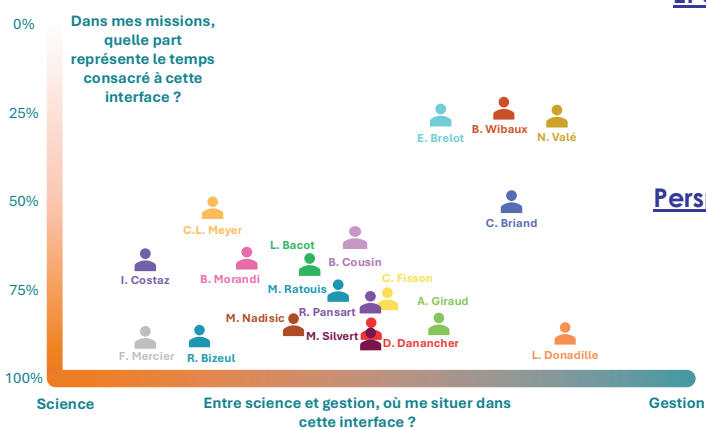 0%
Dans mes missions,
quelle part
représente le temps
consacré à cette
interface ?
25%
E. Brelot
B. Wibaux
N. Valé
50%
Pers
C. Briand
C.L. Meyer
L. Bacot
B. Cousin
I. Costaz
B. Morandi
C. Fisson
75%
M. Ratouis
R. Pansart
A. Giraud
M. Nadisic
M. Silvert
D. Danancher
F. Mercier
R. Bizeul
L. Donadille
100%
Science
Entre science et gestion, où me situer dans
cette interface ?
Gestion